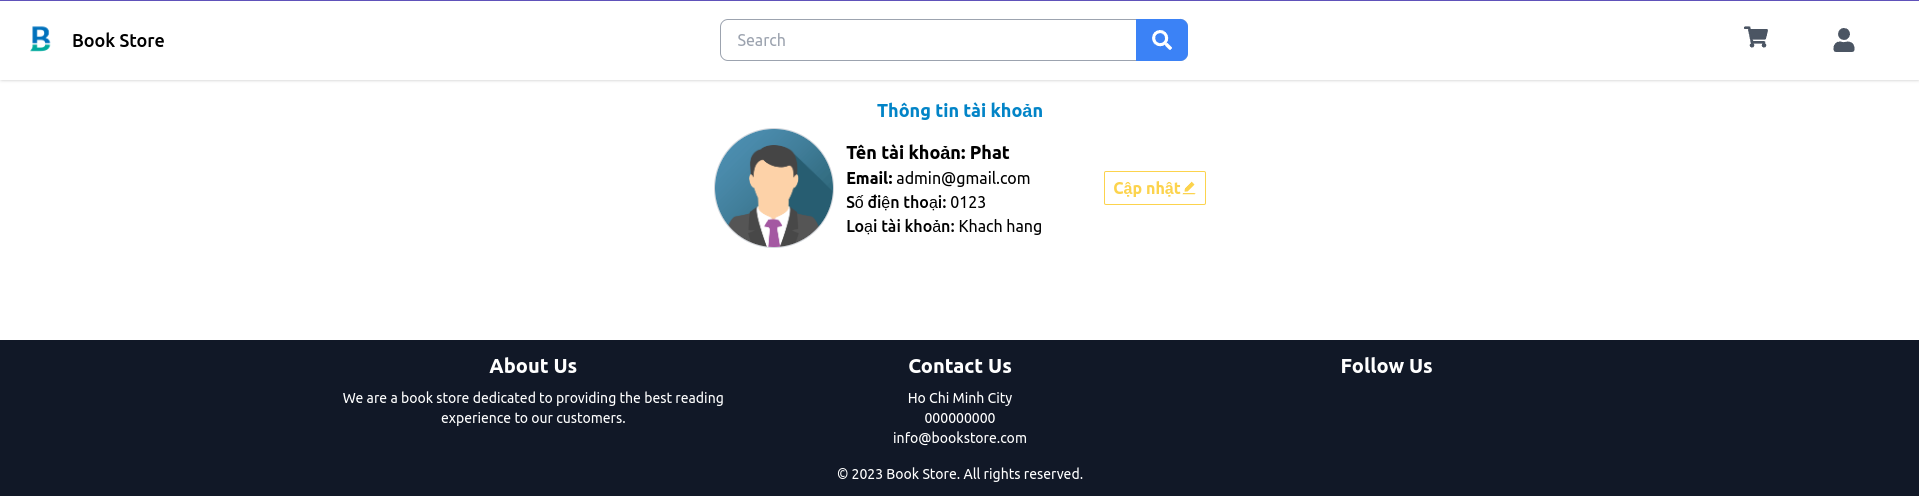 Book Store
Search
Thông tin tài khoản
Tên tài khoản: Phat
Email: admin@gmail.com
Số điện thoại: 0123
Loại tài khoản: Khach hang
Cập nhật
About Us
We are a book store dedicated to providing the best reading
experience to our customers.
Contact Us
Ho Chi Minh City
000000000
info@bookstore.com
Follow Us
© 2023 Book Store. All rights reserved.